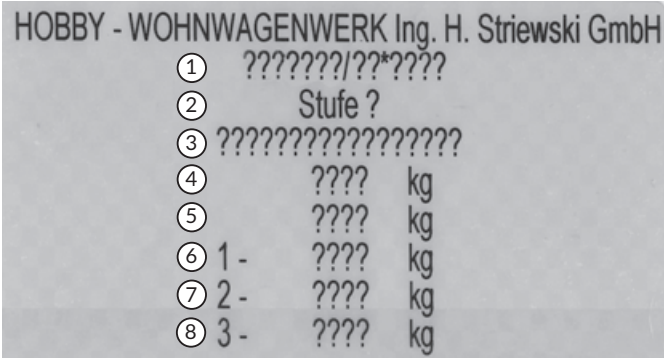 HOBBY - WOHNWAGENWERK Ing. H. Striewski GmbH
1 ???????/??*????
2 Stufe ?
3 ?????????????????
4 ???? kg
5 ???? kg
6 1 - ???? kg
7 2 - ???? kg
8 3 - ???? kg